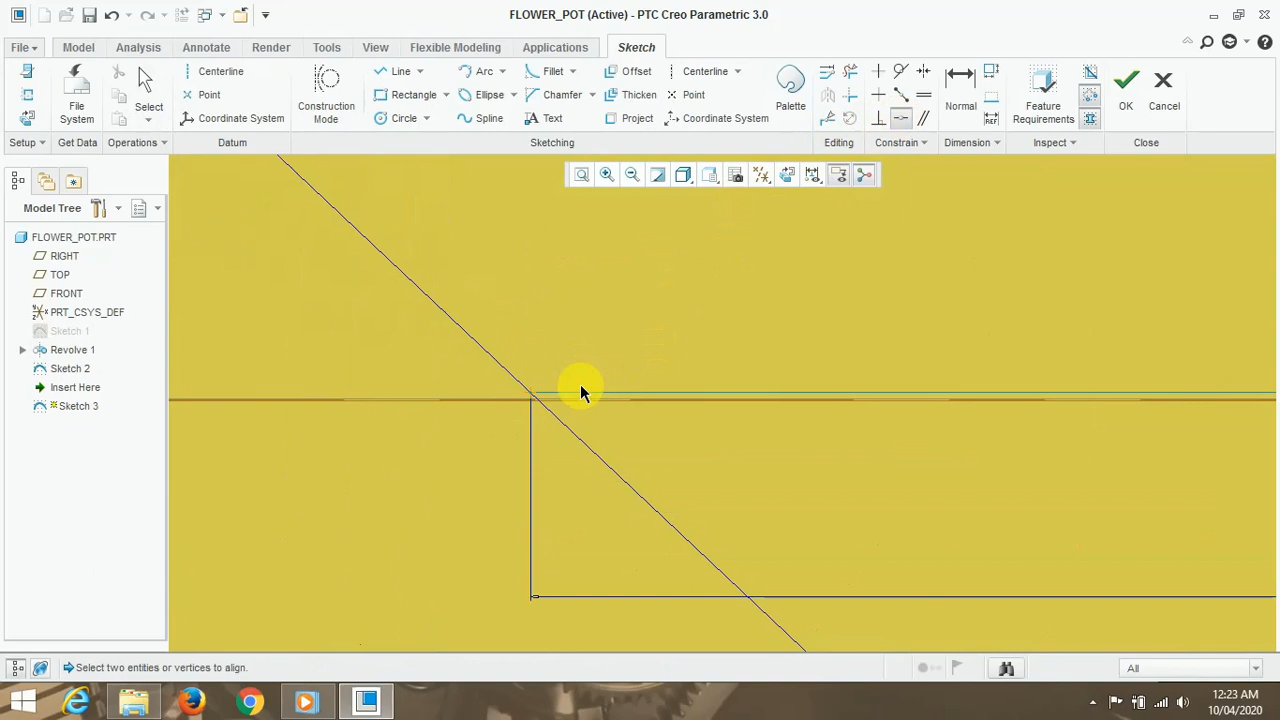 FLOWER_POT (Active) - PTC Creo Parametric 3.0
File Model Analysis Annotate Render Tools View Flexible Modeling Applications Sketch
Centerline Line Arc Fillet Offset Centerline
Point Rectangle Ellipse Chamfer Thicken Point
Coordinate System Circle Spline Text Project Coordinate System
File System Select Construction Mode Palette Normal REF Feature Requirements OK Cancel
Setup Get Data Operations Datum Sketching Editing Constrain Dimension Inspect Close
Model Tree
FLOWER_POT.PRT
RIGHT
TOP
FRONT
PRT_CSYS_DEF
Sketch 1
Revolve 1
Sketch 2
Insert Here
Sketch 3
Select two entities or vertices to align.
All
12:23 AM
10/04/2020